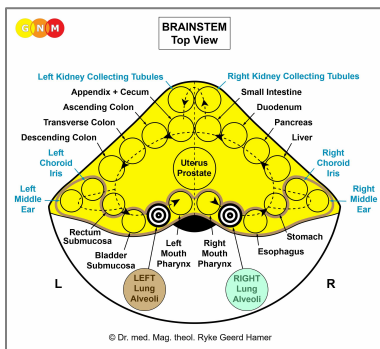 GNM
BRAINSTEM
Top View
Left Kidney Collecting Tubules
Right Kidney Collecting Tubules
Appendix + Cecum
Small Intestine
Ascending Colon
Duodenum
Transverse Colon
Pancreas
Descending Colon
Liver
Left
Choroid
Iris
Uterus
Prostate
Right
Choroid
Iris
Left
Middle
Ear
Right
Middle
Ear
Rectum
Submucosa
Bladder
Submucosa
Left
Mouth
Pharynx
Right
Mouth
Pharynx
Esophagus
Stomach
L
R
LEFT
Lung
Alveoli
RIGHT
Lung
Alveoli
© Dr. med. Mag. theol. Ryke Geerd Hamer